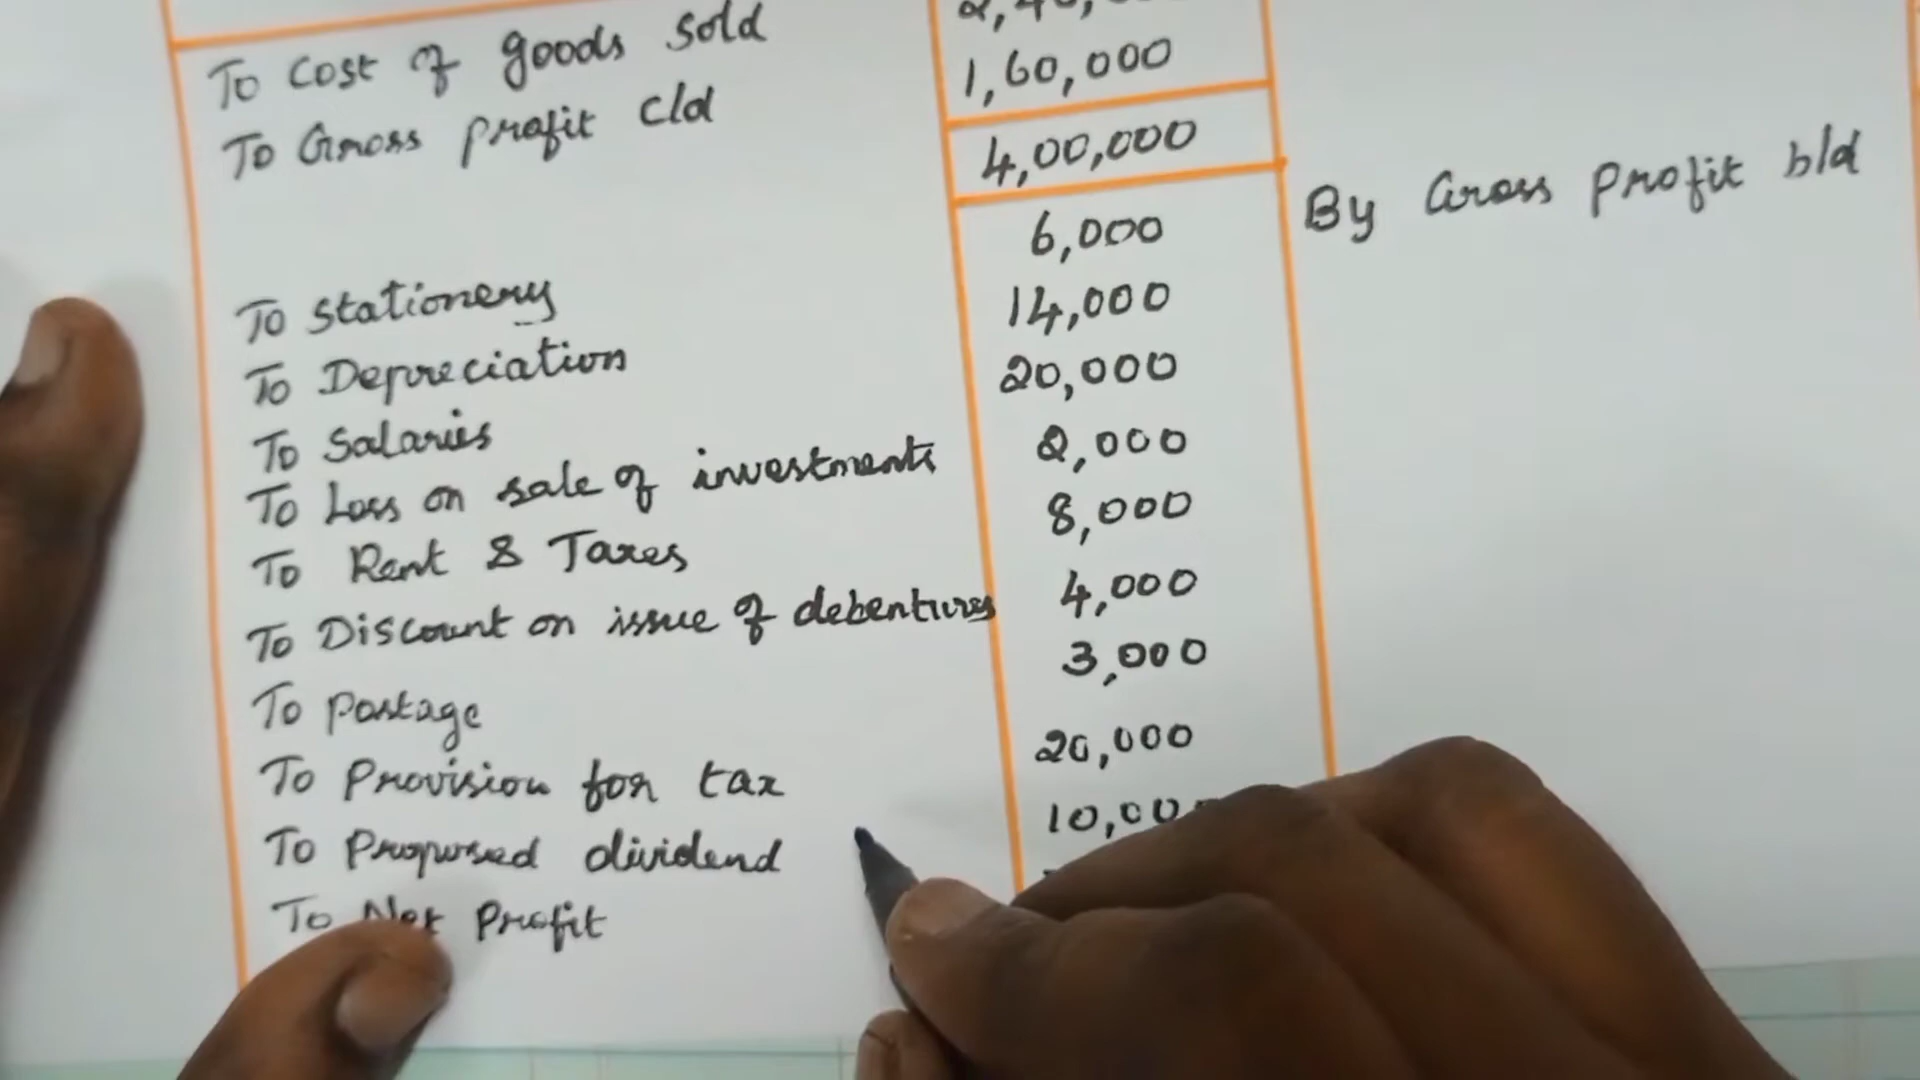 To Cost of goods sold
1,60,000
To Gross profit c/d
4,00,000
By Gross profit b/d
6,000
To Stationery
14,000
To Depreciation
20,000
To Salaries
2,000
To Loss on sale of investments
8,000
To Rent & Taxes
4,000
To Discount on issue of debentures
3,000
To Postage
20,000
To Provision for tax
To Proposed dividend
To Net Profit